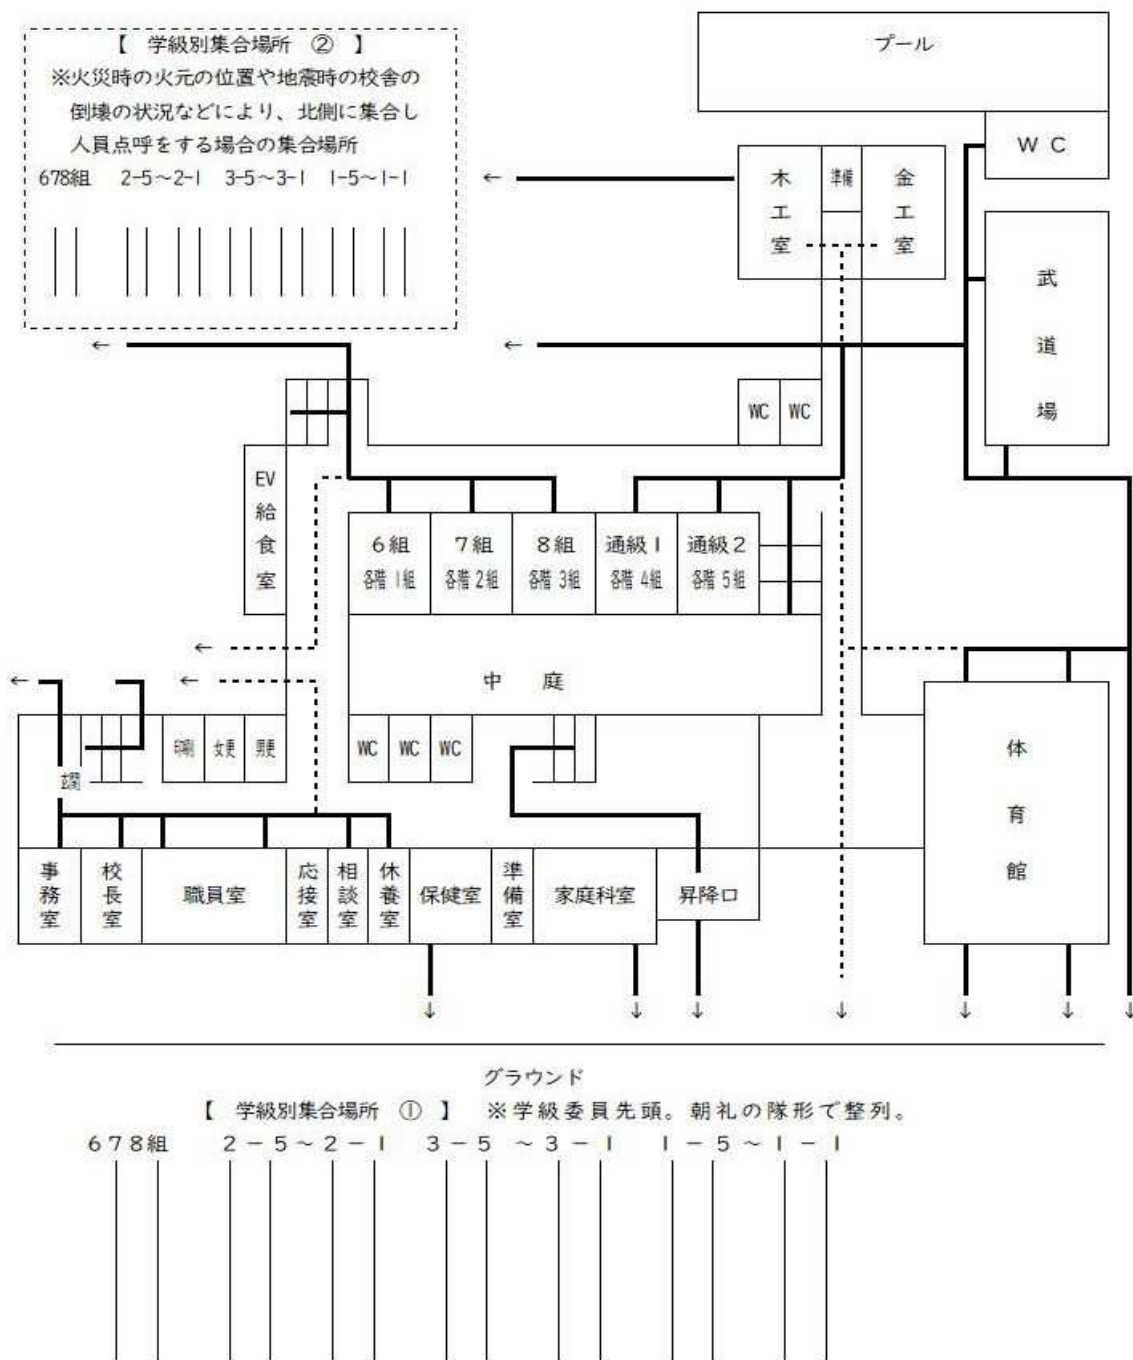 【 学級別集合場所 ② 】
※火災時の火元の位置や地震時の校舎の
倒壊の状況などにより、北側に集合し
人員点呼をする場合の集合場所
678組 2-5～2-1 3-5～3-1 1-5～1-1
プール
ＷＣ
木工室
準備
金工室
武道場
←
←
←
WC
WC
EV
給食室
６組
各階 1組
７組
各階 2組
８組
各階 3組
通級１
各階 4組
通級２
各階 5組
中 庭
←
←
←
印刷
女更
男更
WC
WC
WC
玄関
体育館
事務室
校長室
職員室
応接室
相談室
休養室
保健室
準備室
家庭科室
昇降口
↓
↓
↓
↓
↓
↓
↓
グラウンド
【 学級別集合場所 ① 】 ※学級委員先頭。朝礼の隊形で整列。
６７８組 ２－５～２－１ ３－５ ～３－１ １－５～１－１